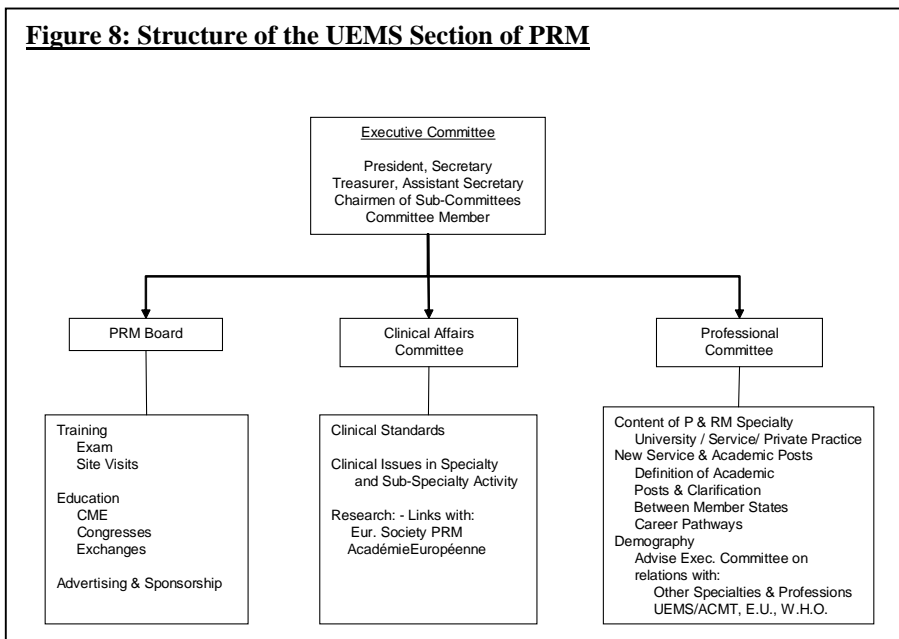 Figure 8: Structure of the UEMS Section of PRM
Executive Committee
President, Secretary
Treasurer, Assistant Secretary
Chairmen of Sub-Committees
Committee Member
PRM Board
Clinical Affairs
Committee
Professional
Committee
Training
Exam
Site Visits
Education
CME
Congresses
Exchanges
Advertising & Sponsorship
Clinical Standards
Clinical Issues in Specialty
and Sub-Specialty Activity
Research: - Links with:
Eur. Society PRM
AcadémieEuropéenne
Content of P & RM Specialty
University / Service/ Private Practice
New Service & Academic Posts
Definition of Academic
Posts & Clarification
Between Member States
Career Pathways
Demography
Advise Exec. Committee on
relations with:
Other Specialties & Professions
UEMS/ACMT, E.U., W.H.O.